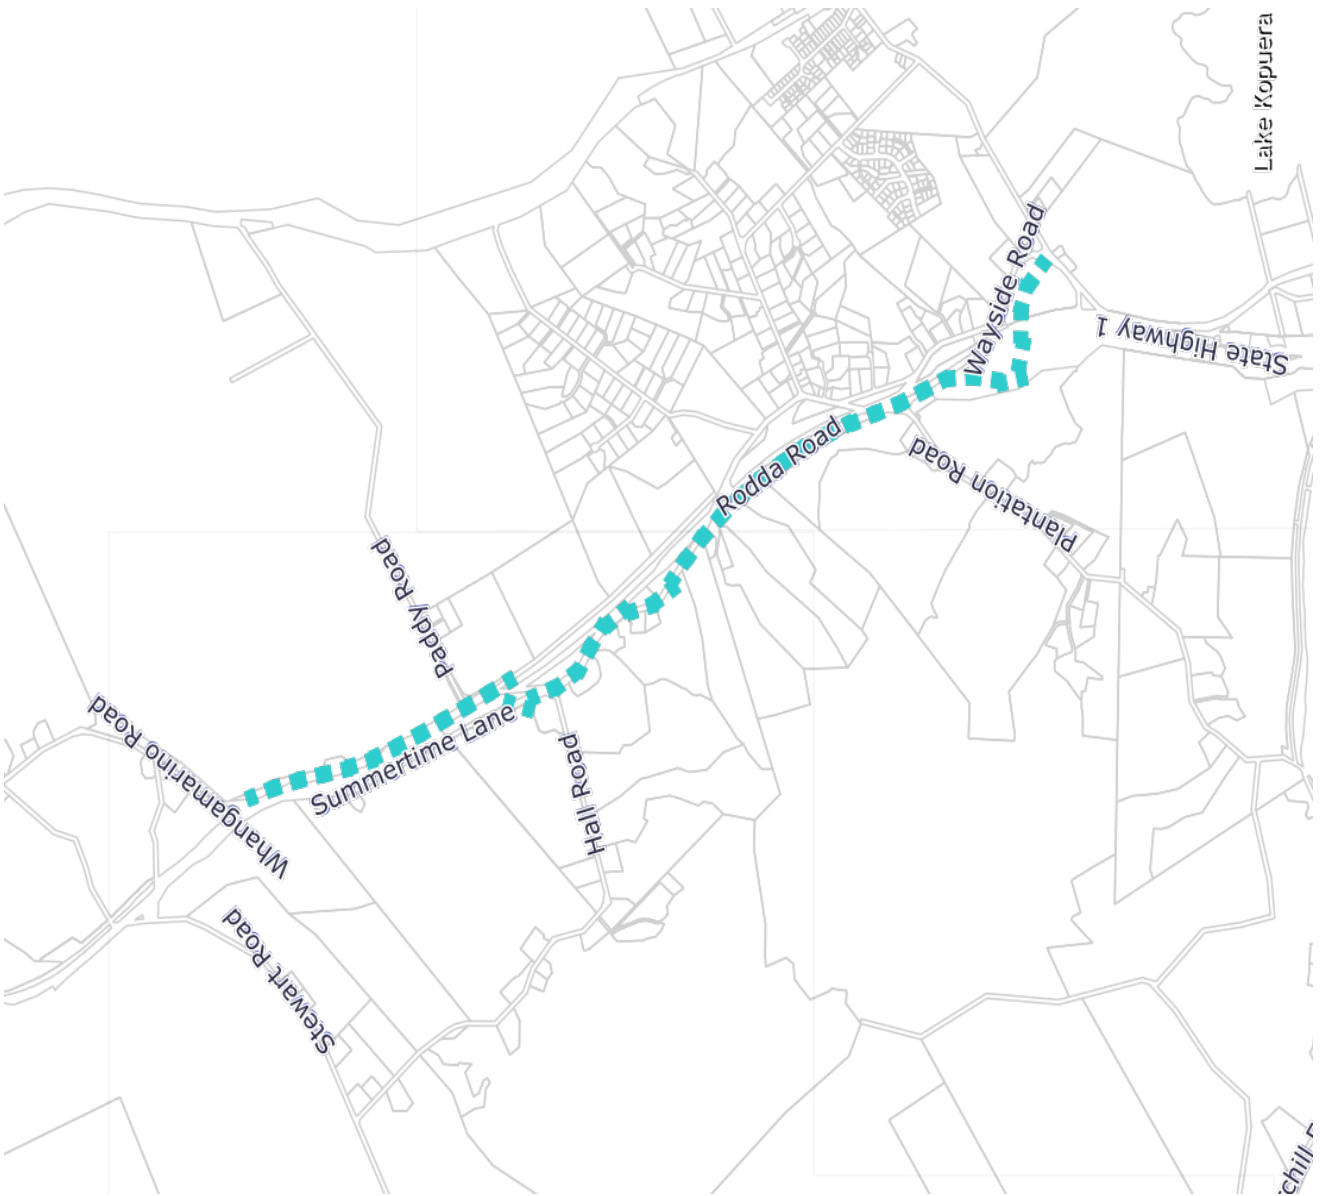 Lake Kopuera
Wayside Road
State Highway 1
Rodda Road
Plantation Road
Paddy Road
Whangamarino Road
Summertime Lane
Hall Road
Stewart Road